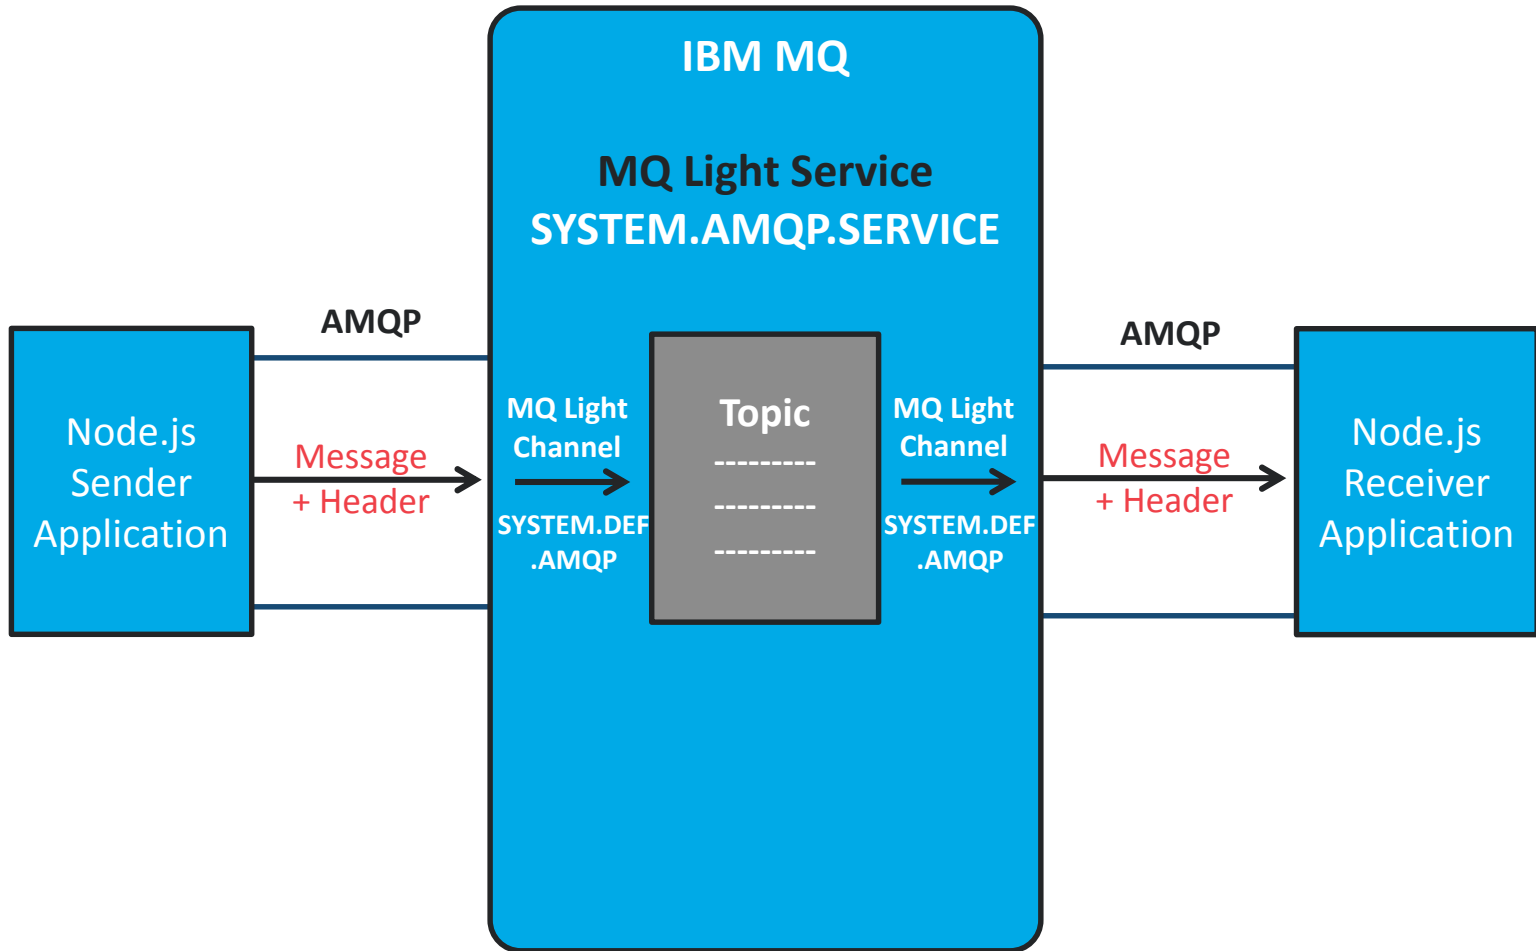 IBM MQ
MQ Light Service
SYSTEM.AMQP.SERVICE
AMQP
Node.js
Sender
Application
Message
+ Header
MQ Light
Channel
SYSTEM.DEF
.AMQP
Topic
---------
---------
---------
MQ Light
Channel
SYSTEM.DEF
.AMQP
AMQP
Message
+ Header
Node.js
Receiver
Application